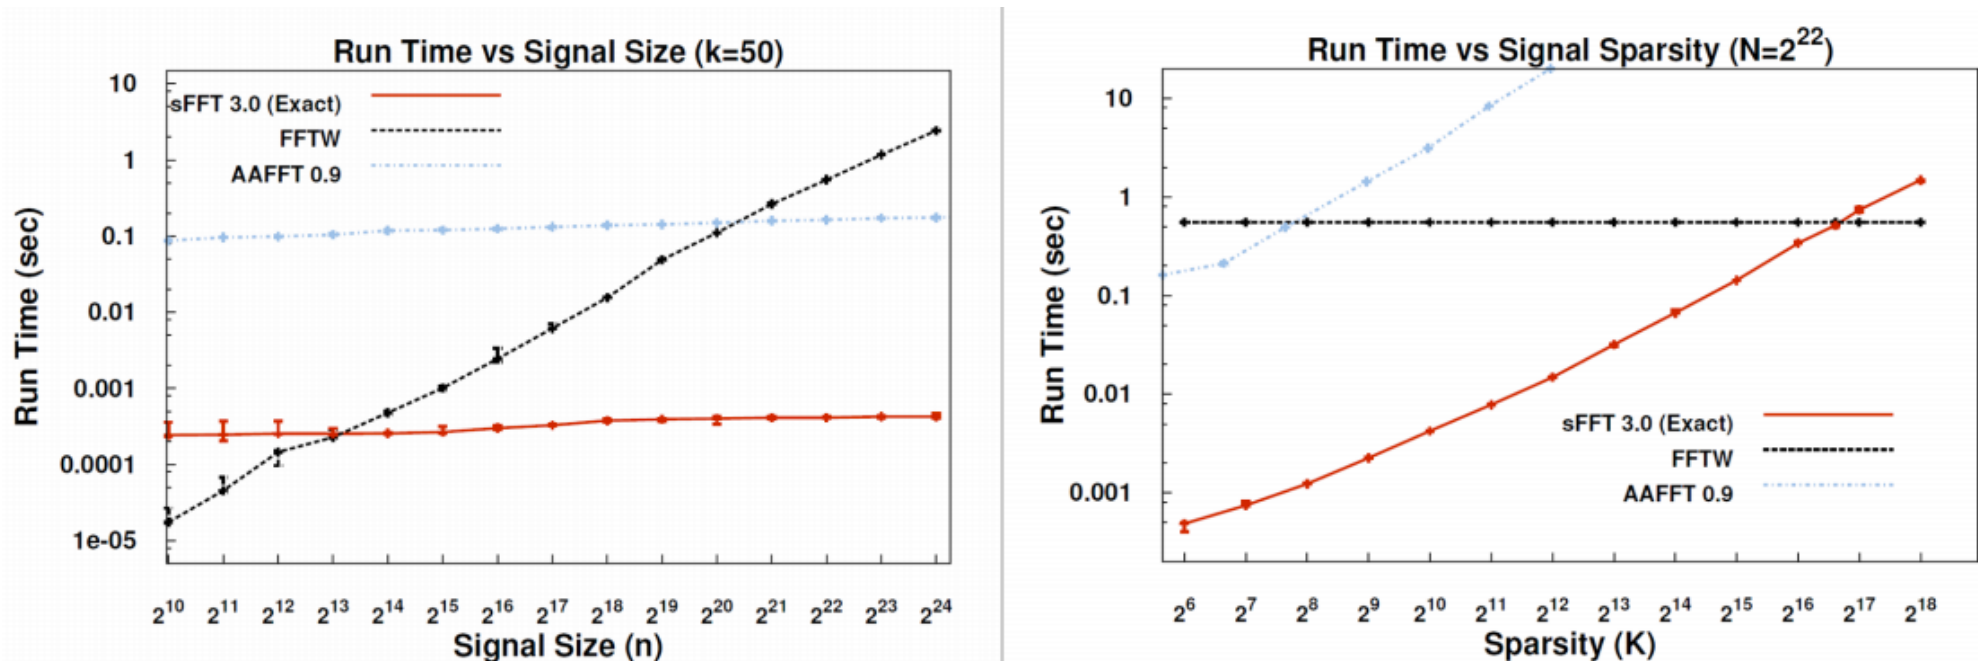 Run Time vs Signal Size (k=50)
sFFT 3.0 (Exact)
FFTW
AAFFT 0.9
Run Time (sec)
10
1
0.1
0.01
0.001
0.0001
1e-05
2^10 2^11 2^12 2^13 2^14 2^15 2^16 2^17 2^18 2^19 2^20 2^21 2^22 2^23 2^24
Signal Size (n)
Run Time vs Signal Sparsity (N=2^22)
Run Time (sec)
10
1
0.1
0.01
0.001
sFFT 3.0 (Exact)
FFTW
AAFFT 0.9
2^6 2^7 2^8 2^9 2^10 2^11 2^12 2^13 2^14 2^15 2^16 2^17 2^18
Sparsity (K)